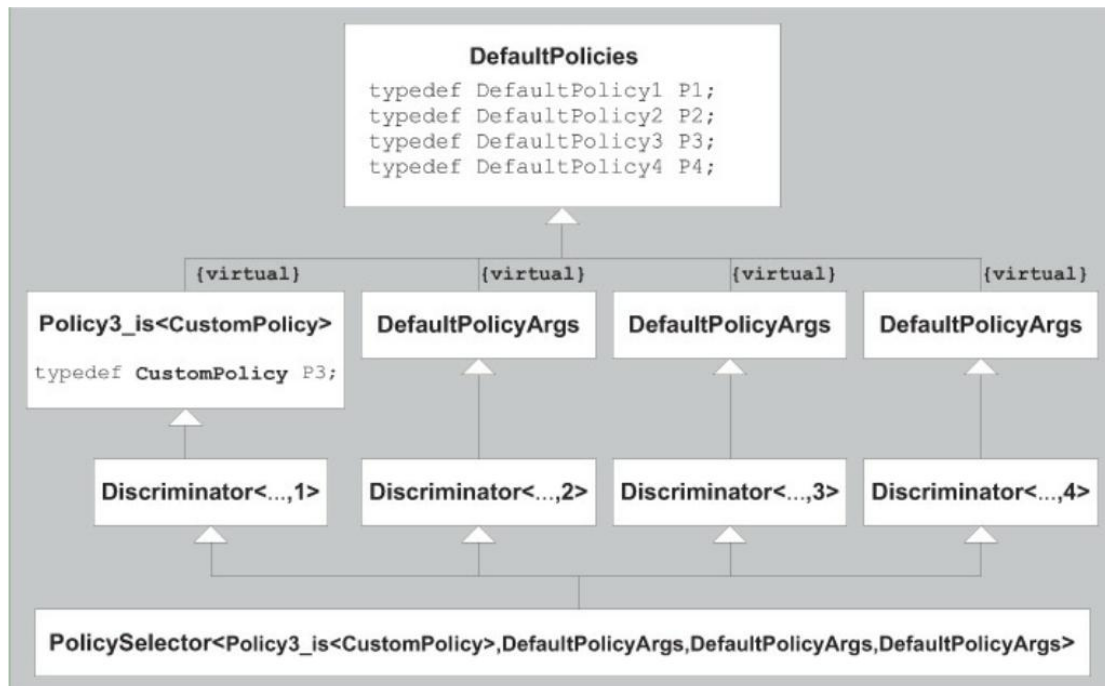 DefaultPolicies
typedef DefaultPolicy1 P1;
typedef DefaultPolicy2 P2;
typedef DefaultPolicy3 P3;
typedef DefaultPolicy4 P4;
{virtual} {virtual} {virtual} {virtual}
Policy3_is<CustomPolicy> DefaultPolicyArgs DefaultPolicyArgs DefaultPolicyArgs
typedef CustomPolicy P3;
Discriminator<...,1> Discriminator<...,2> Discriminator<...,3> Discriminator<...,4>
PolicySelector<Policy3_is<CustomPolicy>,DefaultPolicyArgs,DefaultPolicyArgs,DefaultPolicyArgs>